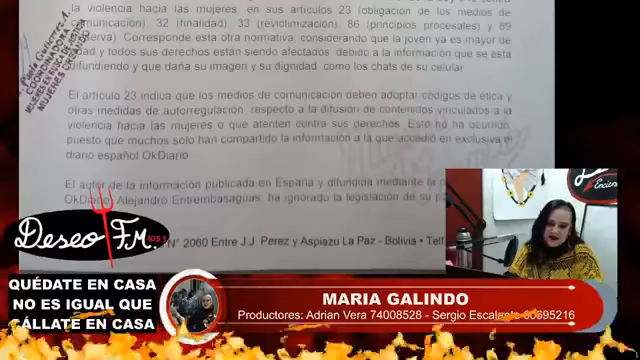 la violencia hacia las mujeres, en sus artículos 23 (obligación de los medios de
comunicación), 32 (finalidad), 33 (revictimización), 86 (principios procesales) y 89
Corresponde esta otra normativa considerando que la joven ya es mayor de
edad y todos sus derechos están siendo afectados debido a la información que se está
difundiendo y que daña su imagen y su dignidad, como los chats de su celular
El artículo 23 indica que los medios de comunicación deben adoptar códigos de ética y
otras medidas de autorregulación, respecto a la difusión de contenidos vinculados a la
violencia hacia las mujeres o que atenten contra sus derechos. Esto no ha ocurrido,
puesto que muchos solo han compartido la información a la que accedió en exclusiva el
diario español OkDiario
El autor de la información publicada en España y difundida mediante la
OkDiario, Alejandro Entrembasaguas, ha ignorado la legislación de su
N° 2060 Entre J.J. Perez y Aspiazu La Paz - Bolivia • Telf
Deseo FM 103.3
QUÉDATE EN CASA
NO ES IGUAL QUE
CÁLLATE EN CASA
MARIA GALINDO
Productores: Adrian Vera 74008528 - Sergio Escalante